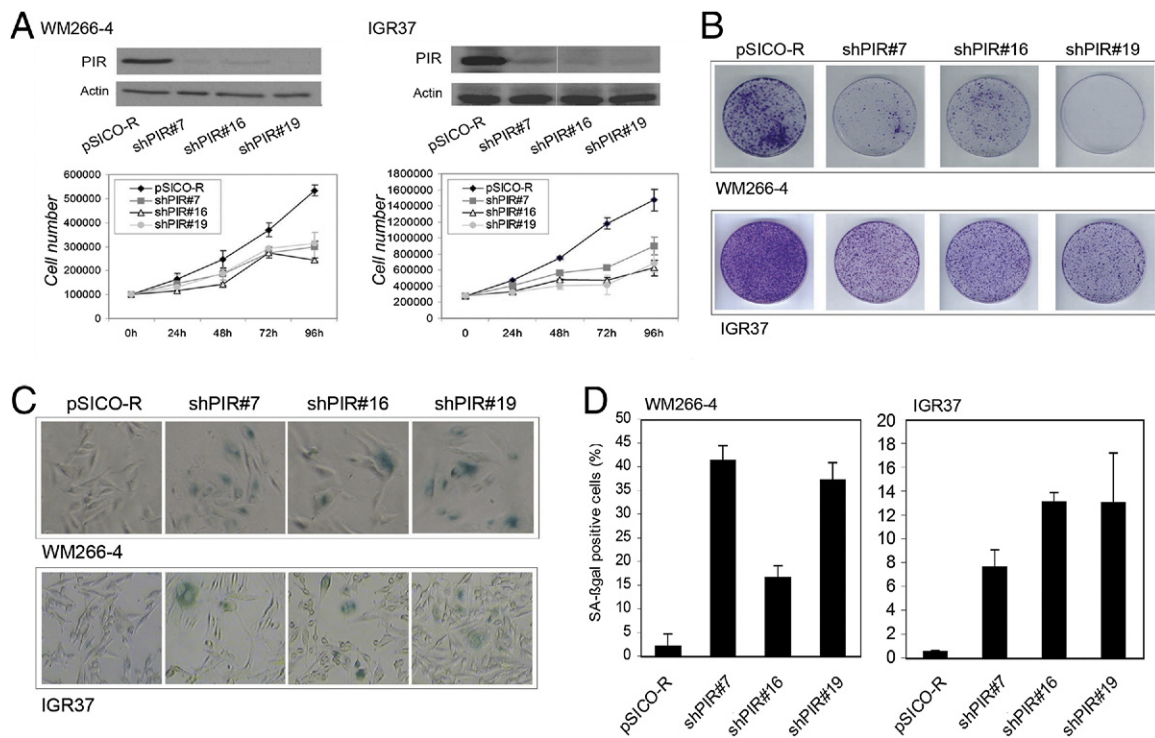 A
WM266-4
PIR
Actin
pSICO-R
shPIR#7
shPIR#16
shPIR#19
600000
500000
400000
300000
200000
100000
0
Cell number
pSICO-R
shPIR#7
shPIR#16
shPIR#19
0h 24h 48h 72h 96h
IGR37
PIR
Actin
pSICO-R
shPIR#7
shPIR#16
shPIR#19
1800000
1600000
1400000
1200000
1000000
800000
600000
400000
200000
0
Cell number
pSICO-R
shPIR#7
shPIR#16
shPIR#19
0 24h 48h 72h 96h
B
pSICO-R shPIR#7 shPIR#16 shPIR#19
WM266-4
IGR37
C
pSICO-R shPIR#7 shPIR#16 shPIR#19
WM266-4
IGR37
D
WM266-4
SA-ßgal positive cells (%)
50
45
40
35
30
25
20
15
10
5
0
pSICO-R
shPIR#7
shPIR#16
shPIR#19
IGR37
20
18
16
14
12
10
8
6
4
2
0
pSICO-R
shPIR#7
shPIR#16
shPIR#19